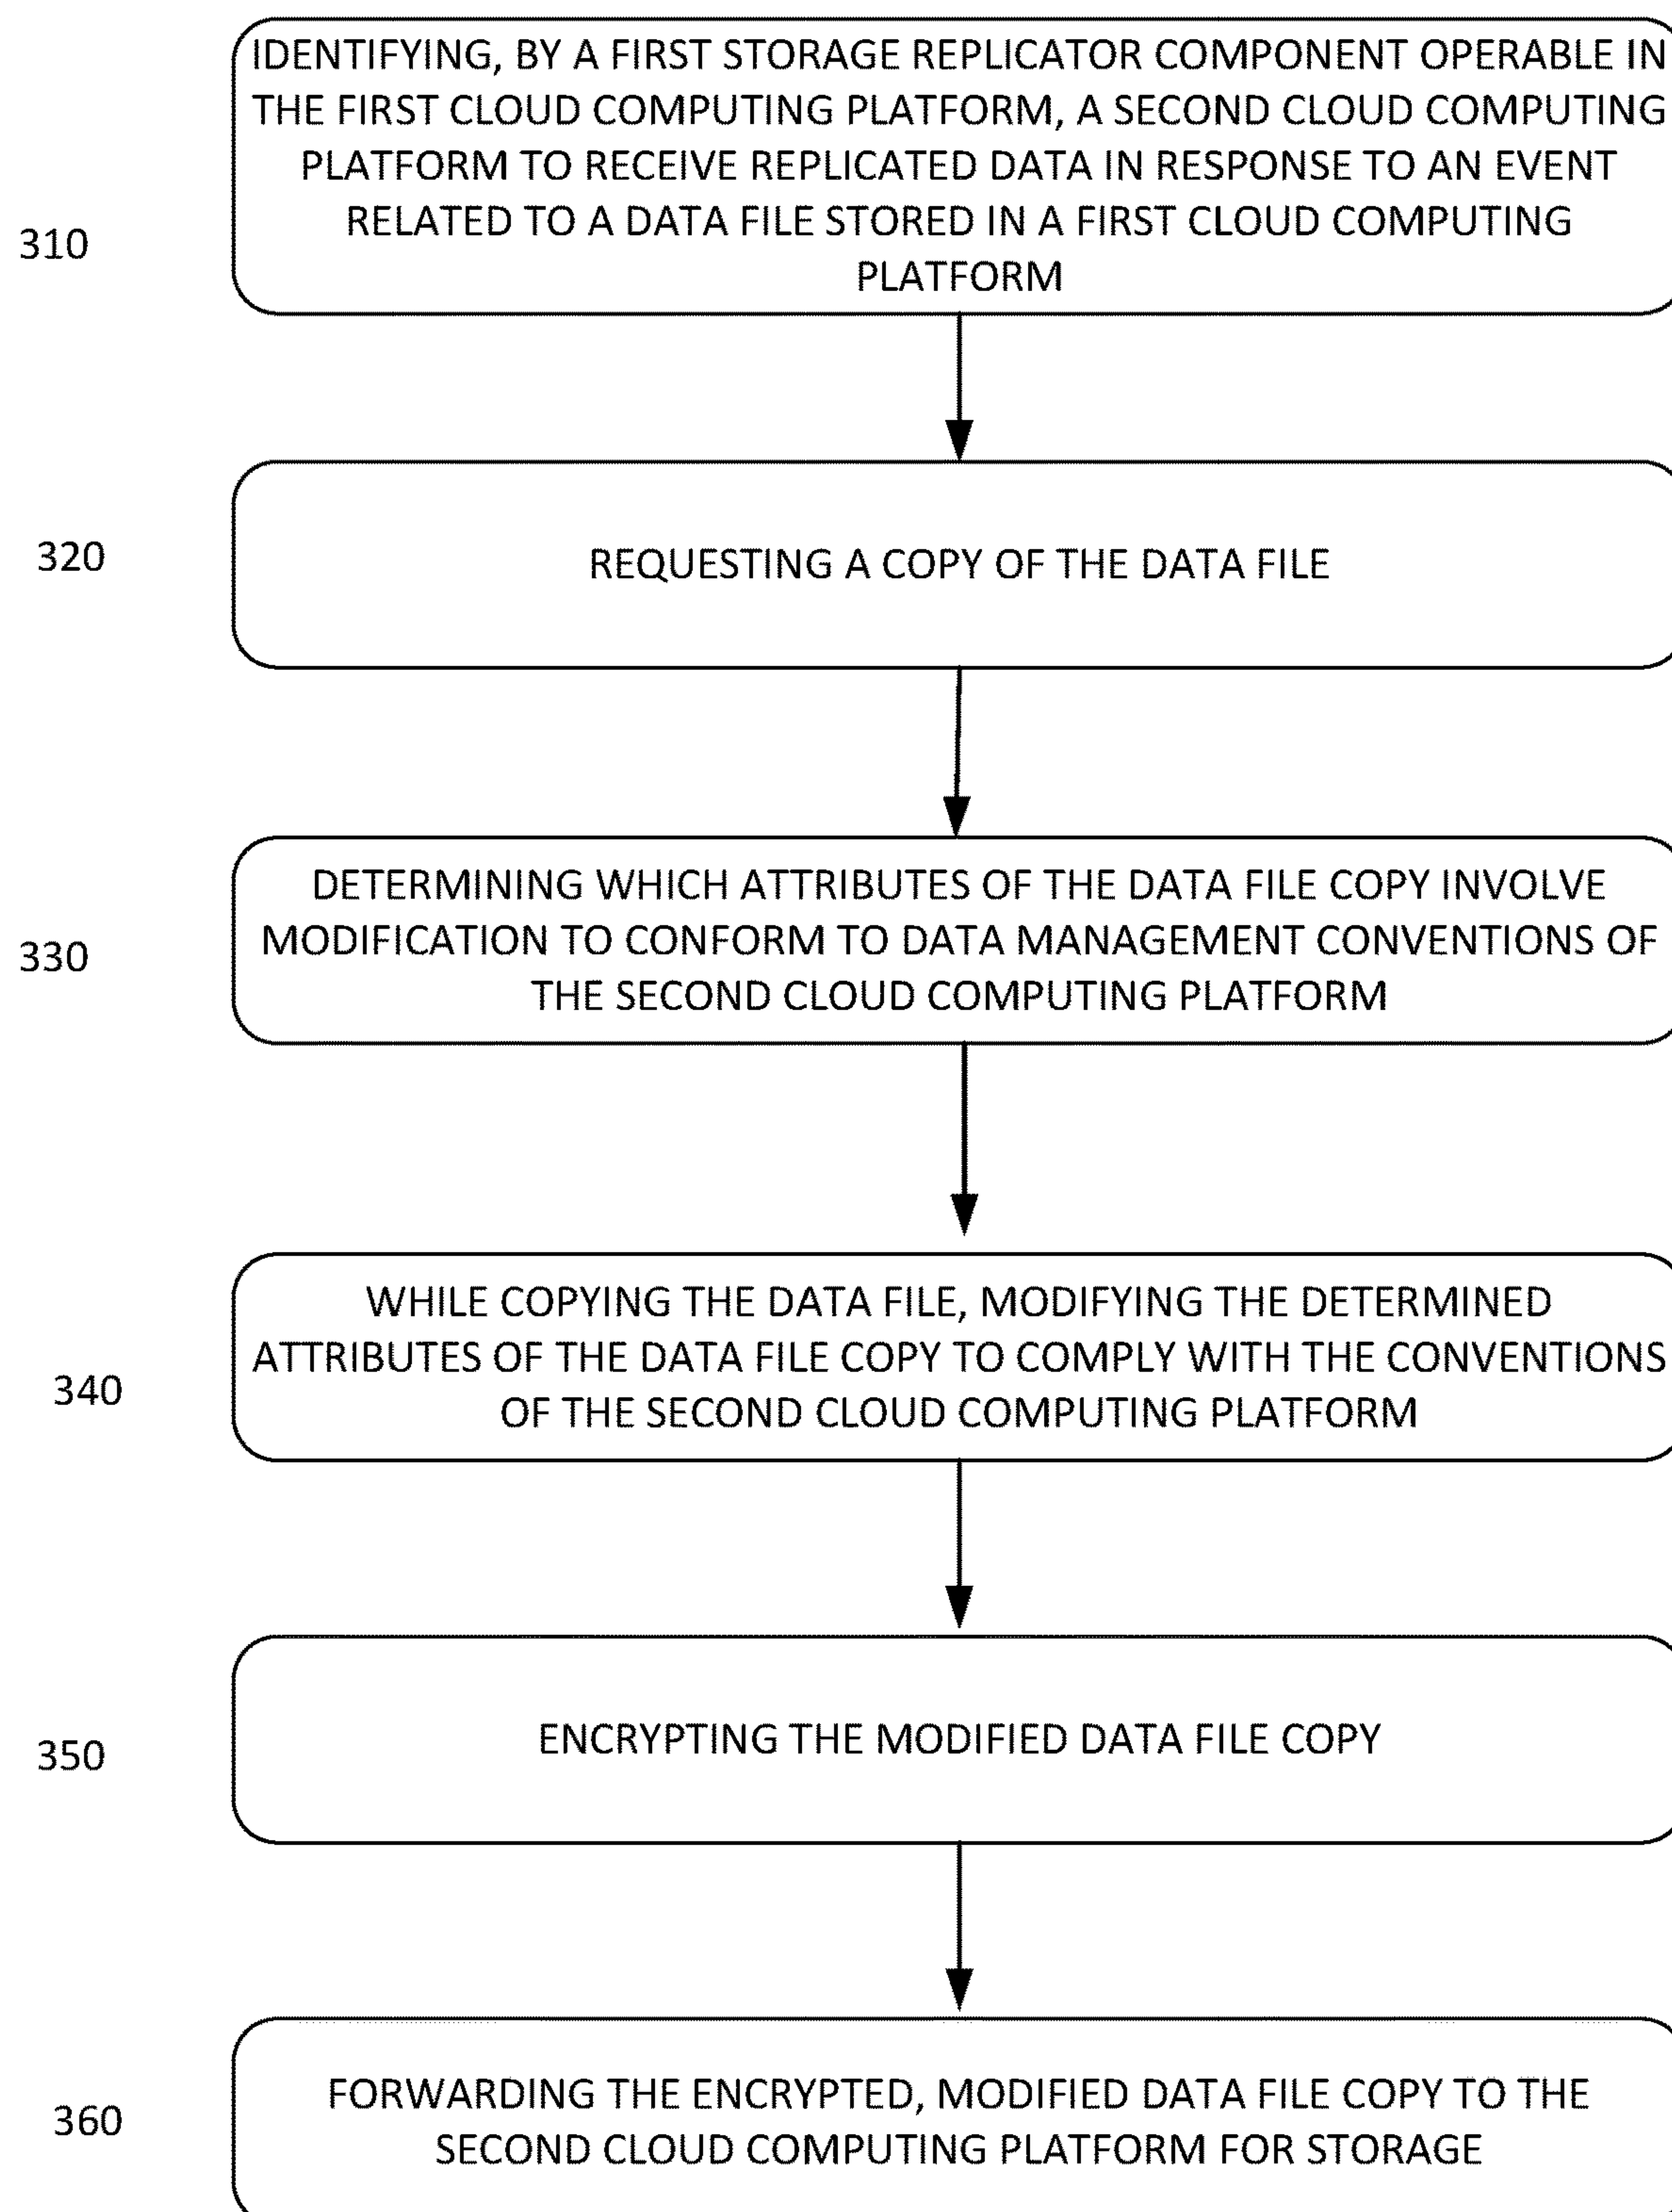 IDENTIFYING, BY A FIRST STORAGE REPLICATOR COMPONENT OPERABLE IN
THE FIRST CLOUD COMPUTING PLATFORM, A SECOND CLOUD COMPUTING
PLATFORM TO RECEIVE REPLICATED DATA IN RESPONSE TO AN EVENT
RELATED TO A DATA FILE STORED IN A FIRST CLOUD COMPUTING
PLATFORM
310
320
REQUESTING A COPY OF THE DATA FILE
DETERMINING WHICH ATTRIBUTES OF THE DATA FILE COPY INVOLVE
MODIFICATION TO CONFORM TO DATA MANAGEMENT CONVENTIONS OF
THE SECOND CLOUD COMPUTING PLATFORM
330
WHILE COPYING THE DATA FILE, MODIFYING THE DETERMINED
ATTRIBUTES OF THE DATA FILE COPY TO COMPLY WITH THE CONVENTIONS
OF THE SECOND CLOUD COMPUTING PLATFORM
340
ENCRYPTING THE MODIFIED DATA FILE COPY
350
FORWARDING THE ENCRYPTED, MODIFIED DATA FILE COPY TO THE
SECOND CLOUD COMPUTING PLATFORM FOR STORAGE
360